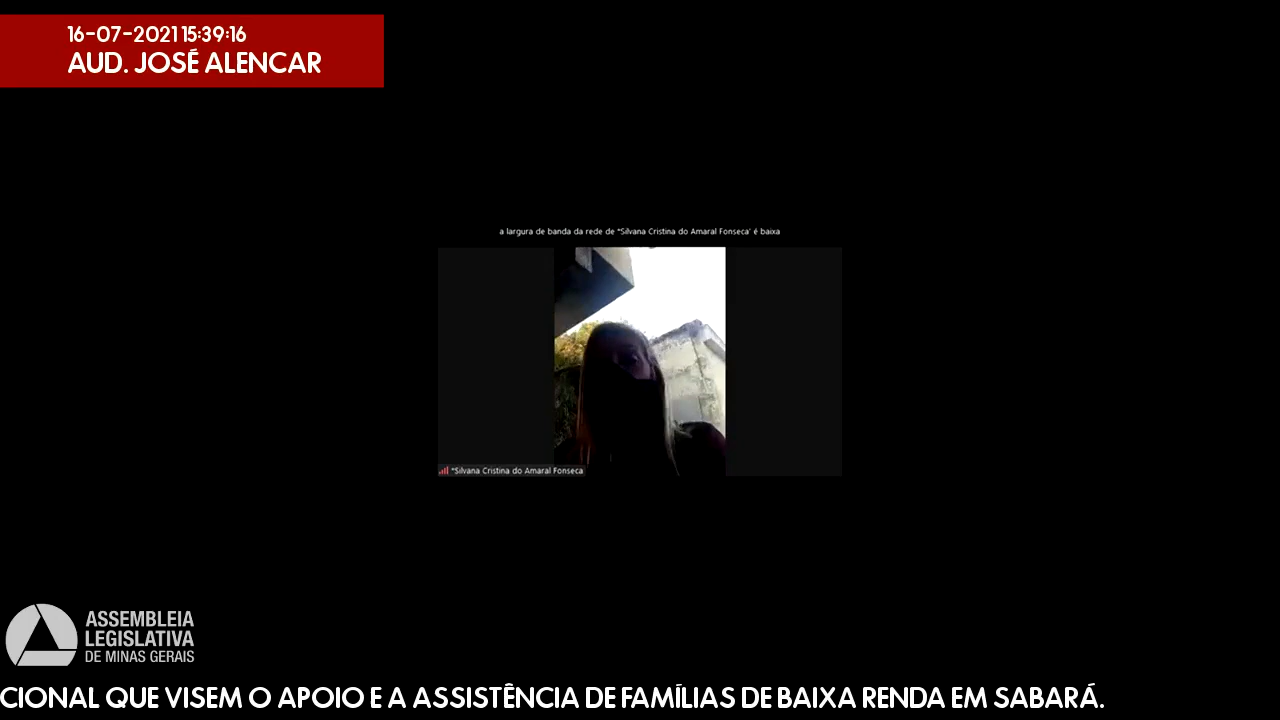 16-07-2021 15:39:16
AUD. JOSÉ ALENCAR
a largura de banda da rede de "Silvana Cristina do Amaral Fonseca' é baixa
"Silvana Cristina do Amaral Fonseca
ASSEMBLEIA
LEGISLATIVA
DE MINAS GERAIS
CIONAL QUE VISEM O APOIO E A ASSISTÊNCIA DE FAMÍLIAS DE BAIXA RENDA EM SABARÁ.